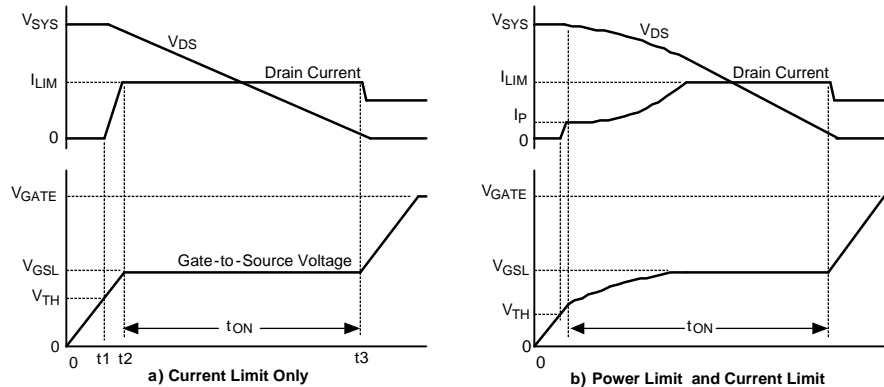 VSYS
VDS
Drain Current
ILIM
0
VGATE
VGSL
Gate-to-Source Voltage
VTH
tON
0
0
t1
t2
t3
a) Current Limit Only
VSYS
VDS
Drain Current
ILIM
IP
0
VGATE
VGSL
VTH
tON
0
0
b) Power Limit and Current Limit